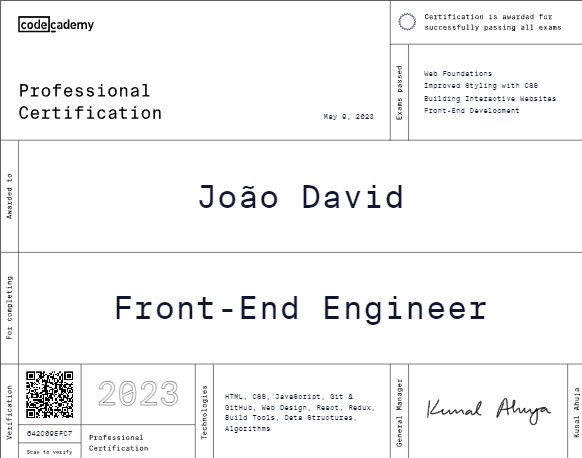 codecademy
Certification is awarded for
successfully passing all exams
Professional
Certification
May 9, 2023
Exams passed
Web Foundations
Improved Styling with CSS
Building Interactive Websites
Front-End Development
Awarded to
João David
For completing
Front-End Engineer
Verification
Scan to verify
2023
Professional
Certification
Technologies
HTML, CSS, JavaScript, Git &
GitHub, Web Design, React, Redux,
Build Tools, Data Structures,
Algorithms
General Manager
Kunal Ahuja
Kunal Ahuja